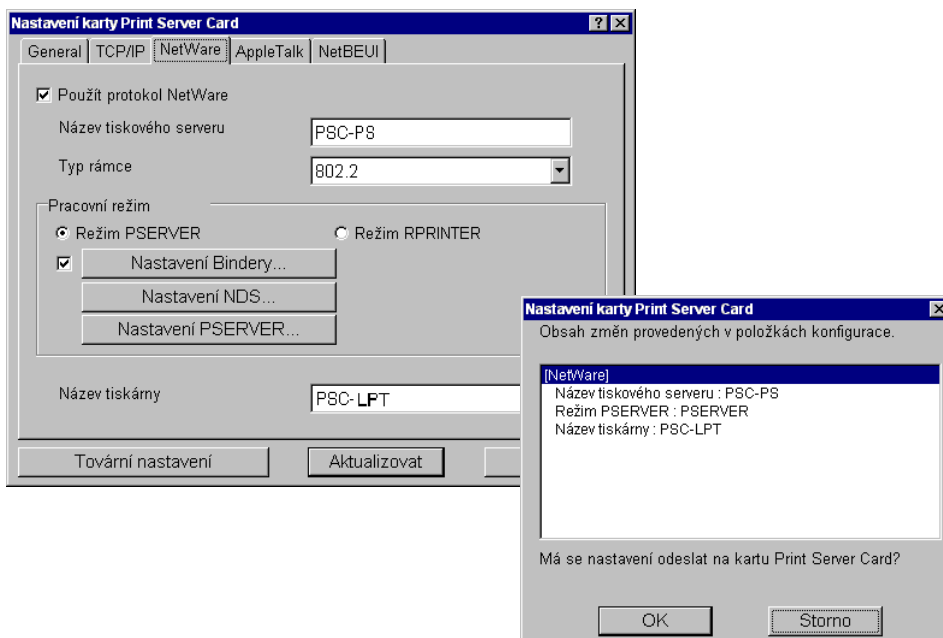 Nastavení karty Print Server Card
General TCP/IP NetWare AppleTalk NetBEUI
Použít protokol NetWare
Název tiskového serveru PSC-PS
Typ rámce 802.2
Pracovní režim
Režim PSERVER Režim RPRINTER
Nastavení Bindery...
Nastavení NDS...
Nastavení PSERVER...
Název tiskárny PSC-LPT
Tovární nastavení Aktualizovat
Nastavení karty Print Server Card
Obsah změn provedených v položkách konfigurace.
[NetWare]
Název tiskového serveru : PSC-PS
Režim PSERVER : PSERVER
Název tiskárny : PSC-LPT
Má se nastavení odeslat na kartu Print Server Card?
OK Storno